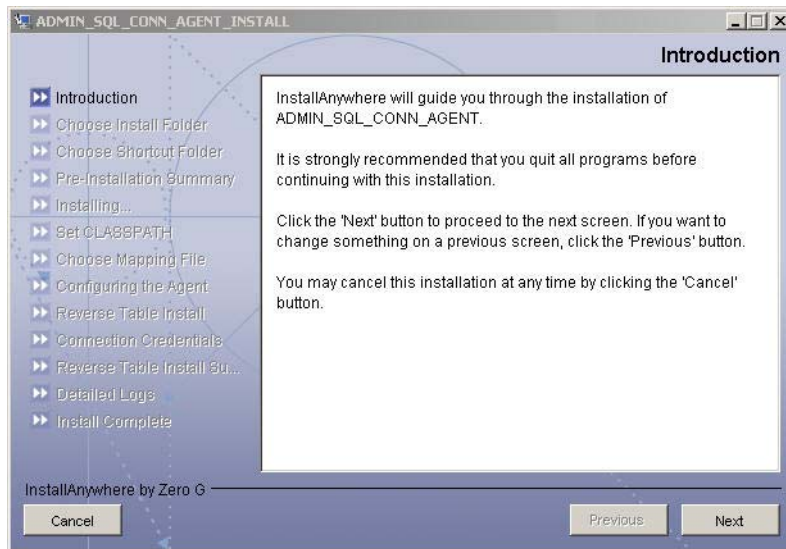 ADMIN_SQL_CONN_AGENT_INSTALL
Introduction
Introduction
Choose Install Folder
Choose Shortcut Folder
Pre-Installation Summary
Installing...
Set CLASSPATH
Choose Mapping File
Configuring the Agent
Reverse Table Install
Connection Credentials
Reverse Table Install Su...
Detailed Logs
Install Complete
InstallAnywhere will guide you through the installation of
ADMIN_SQL_CONN_AGENT.
It is strongly recommended that you quit all programs before
continuing with this installation.
Click the 'Next' button to proceed to the next screen. If you want to
change something on a previous screen, click the 'Previous' button.
You may cancel this installation at any time by clicking the 'Cancel'
button.
InstallAnywhere by Zero G
Cancel
Previous
Next